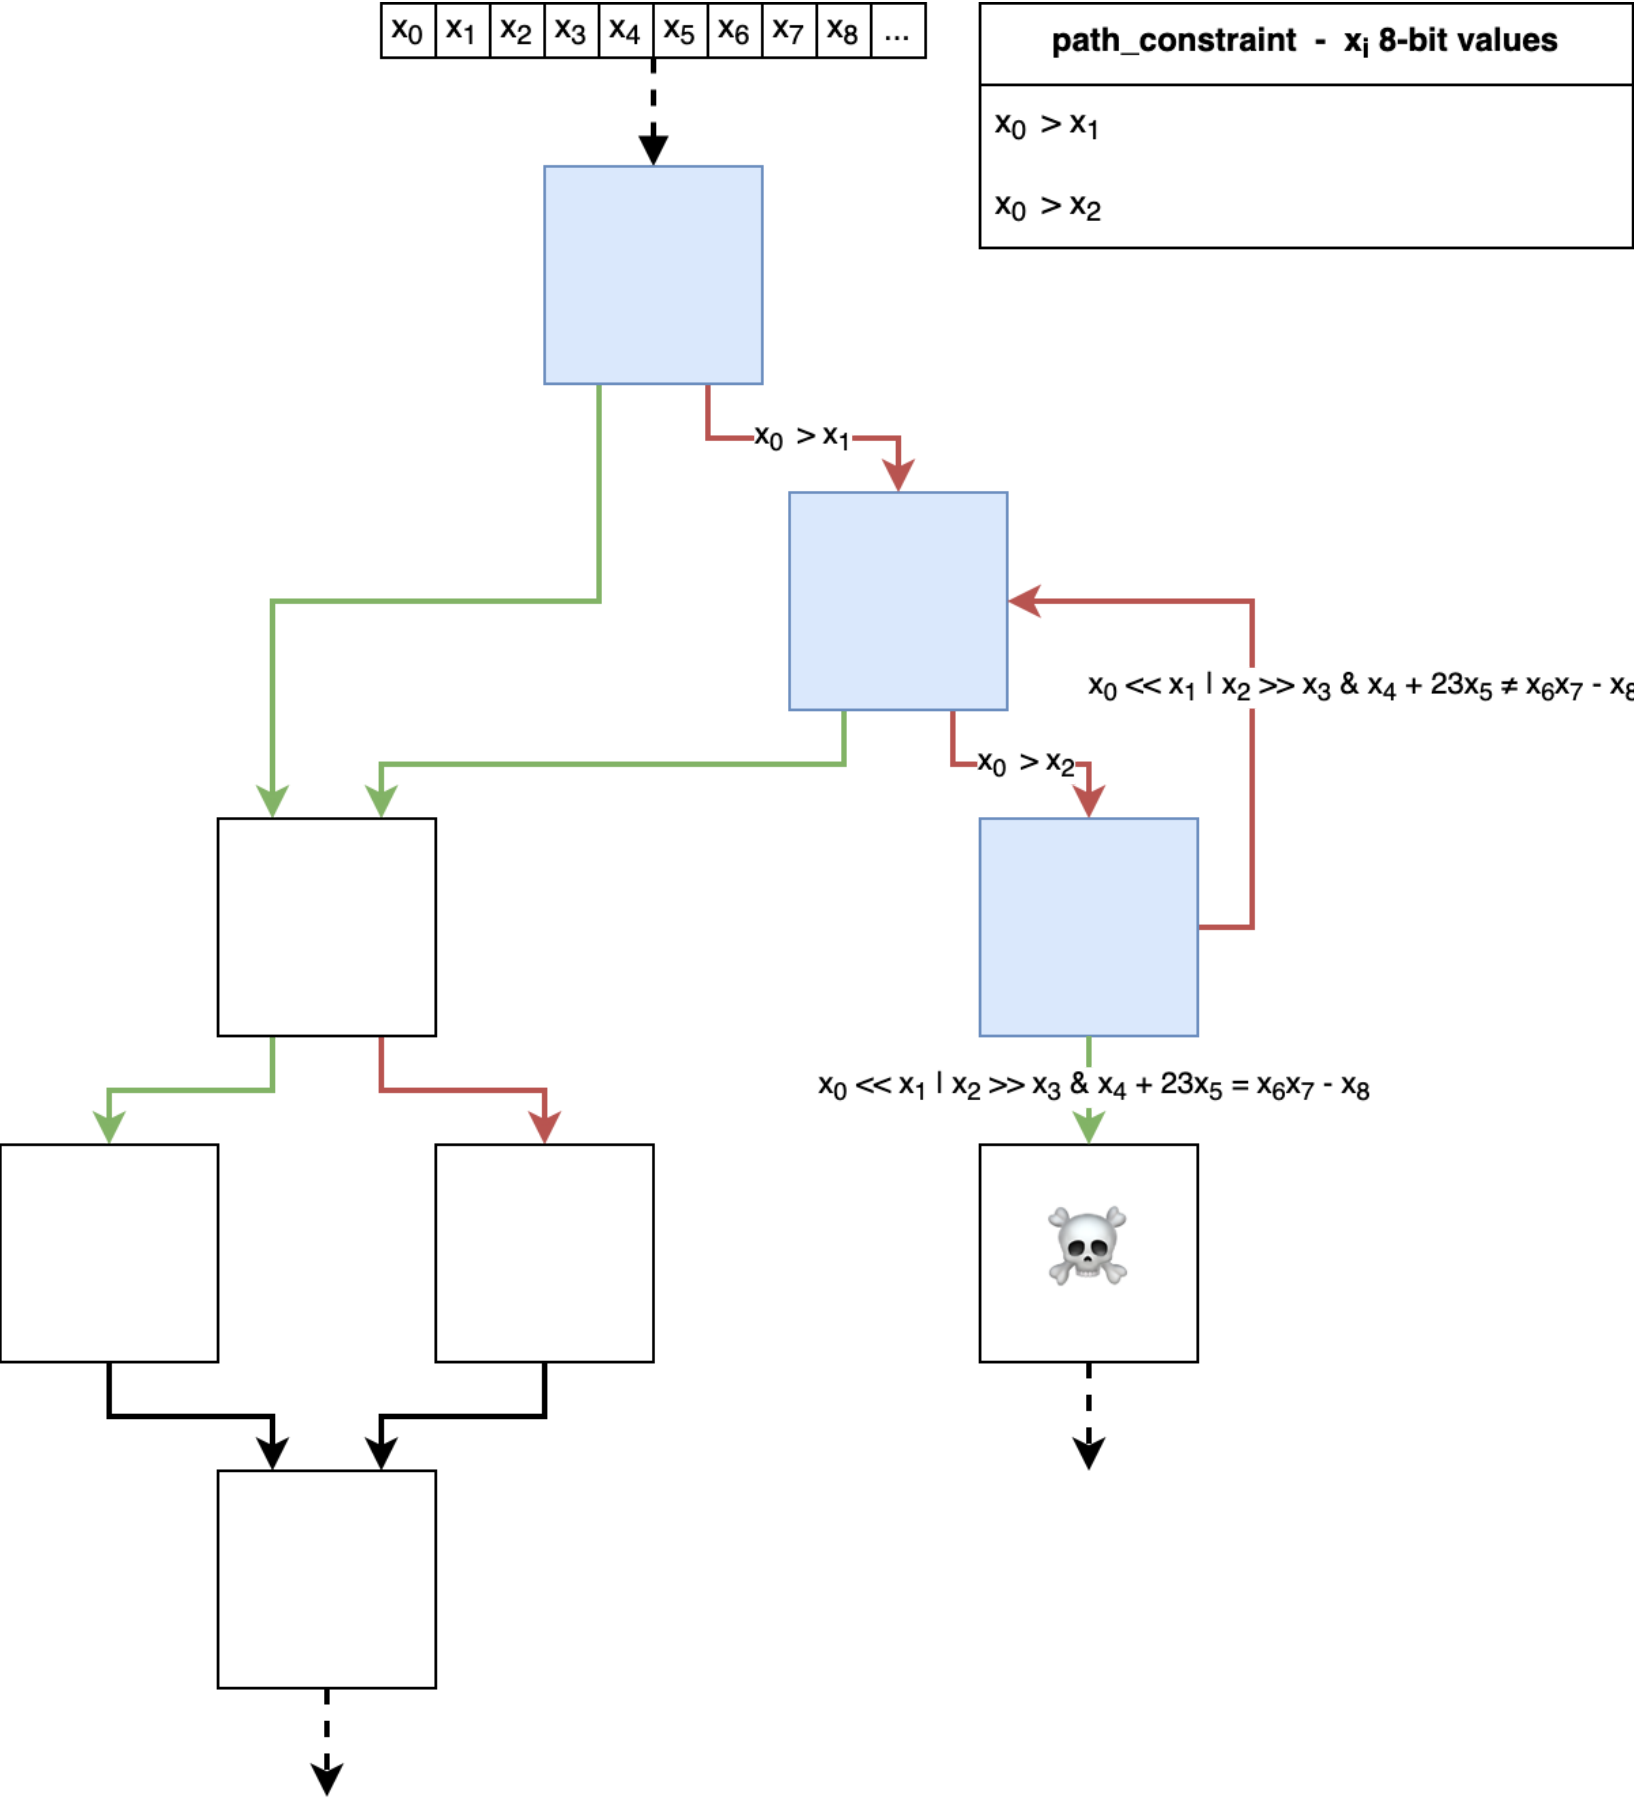 x₀ x₁ x₂ x₃ x₄ x₅ x₆ x₇ x₈ ...
path_constraint - xᵢ 8-bit values
x₀ > x₁
x₀ > x₂
x₀ > x₁
x₀ << x₁ | x₂ >> x₃ & x₄ + 23x₅ ≠ x₆x₇ - x₈
x₀ > x₂
x₀ << x₁ | x₂ >> x₃ & x₄ + 23x₅ = x₆x₇ - x₈